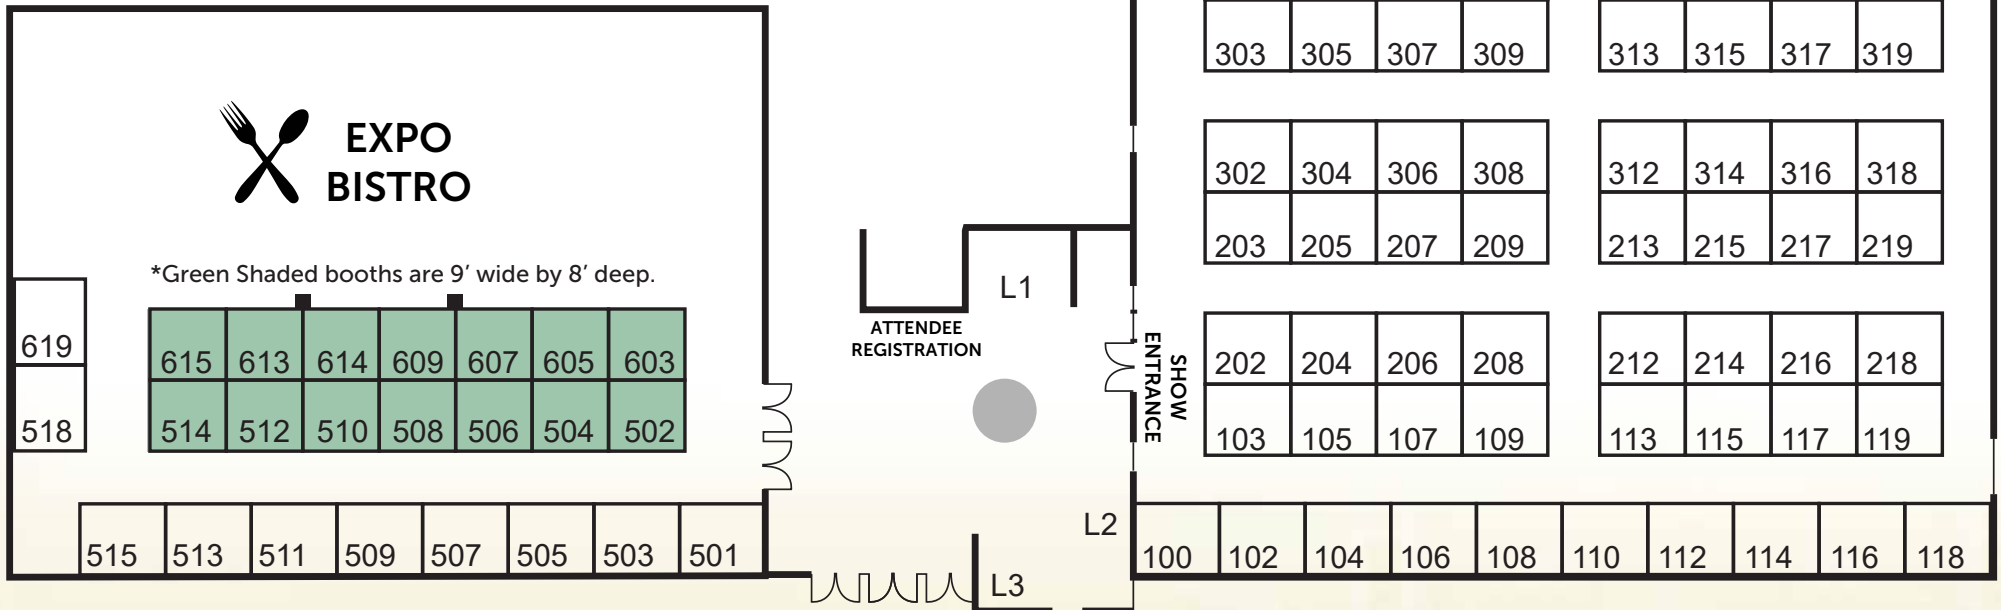 303 305 307 309 313 315 317 319
EXPO
BISTRO
302 304 306 308 312 314 316 318
203 205 207 209 213 215 217 219
*Green Shaded booths are 9’ wide by 8’ deep.
L1
ATTENDEE
REGISTRATION
SHOW
ENTRANCE
619
615 613 614 609 607 605 603
202 204 206 208 212 214 216 218
518
514 512 510 508 506 504 502
103 105 107 109 113 115 117 119
L2
515 513 511 509 507 505 503 501
100 102 104 106 108 110 112 114 116 118
L3